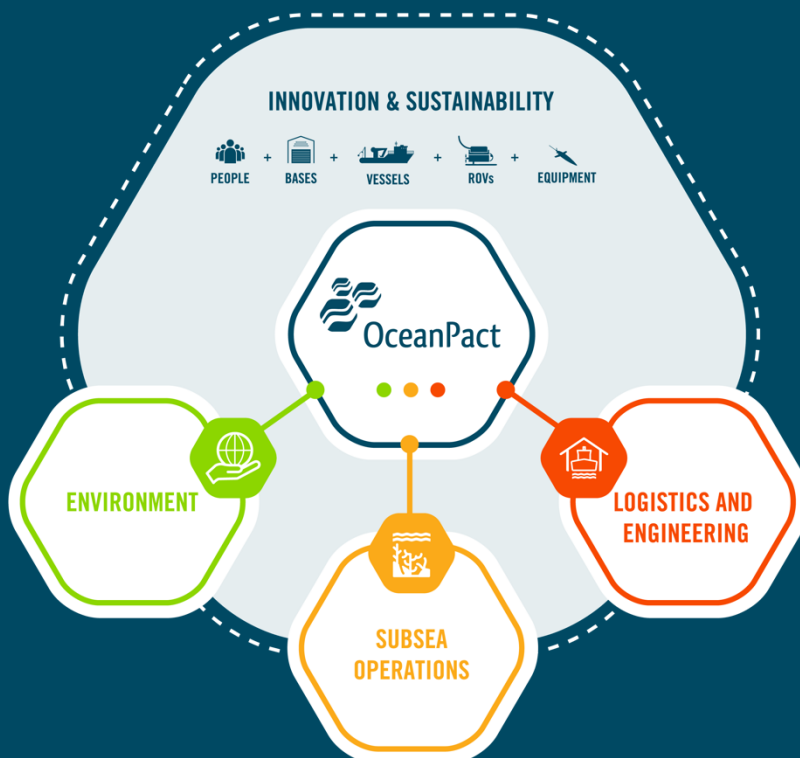 INNOVATION & SUSTAINABILITY
PEOPLE + BASES + VESSELS + ROVs + EQUIPMENT
OceanPact
ENVIRONMENT
LOGISTICS AND
ENGINEERING
SUBSEA
OPERATIONS